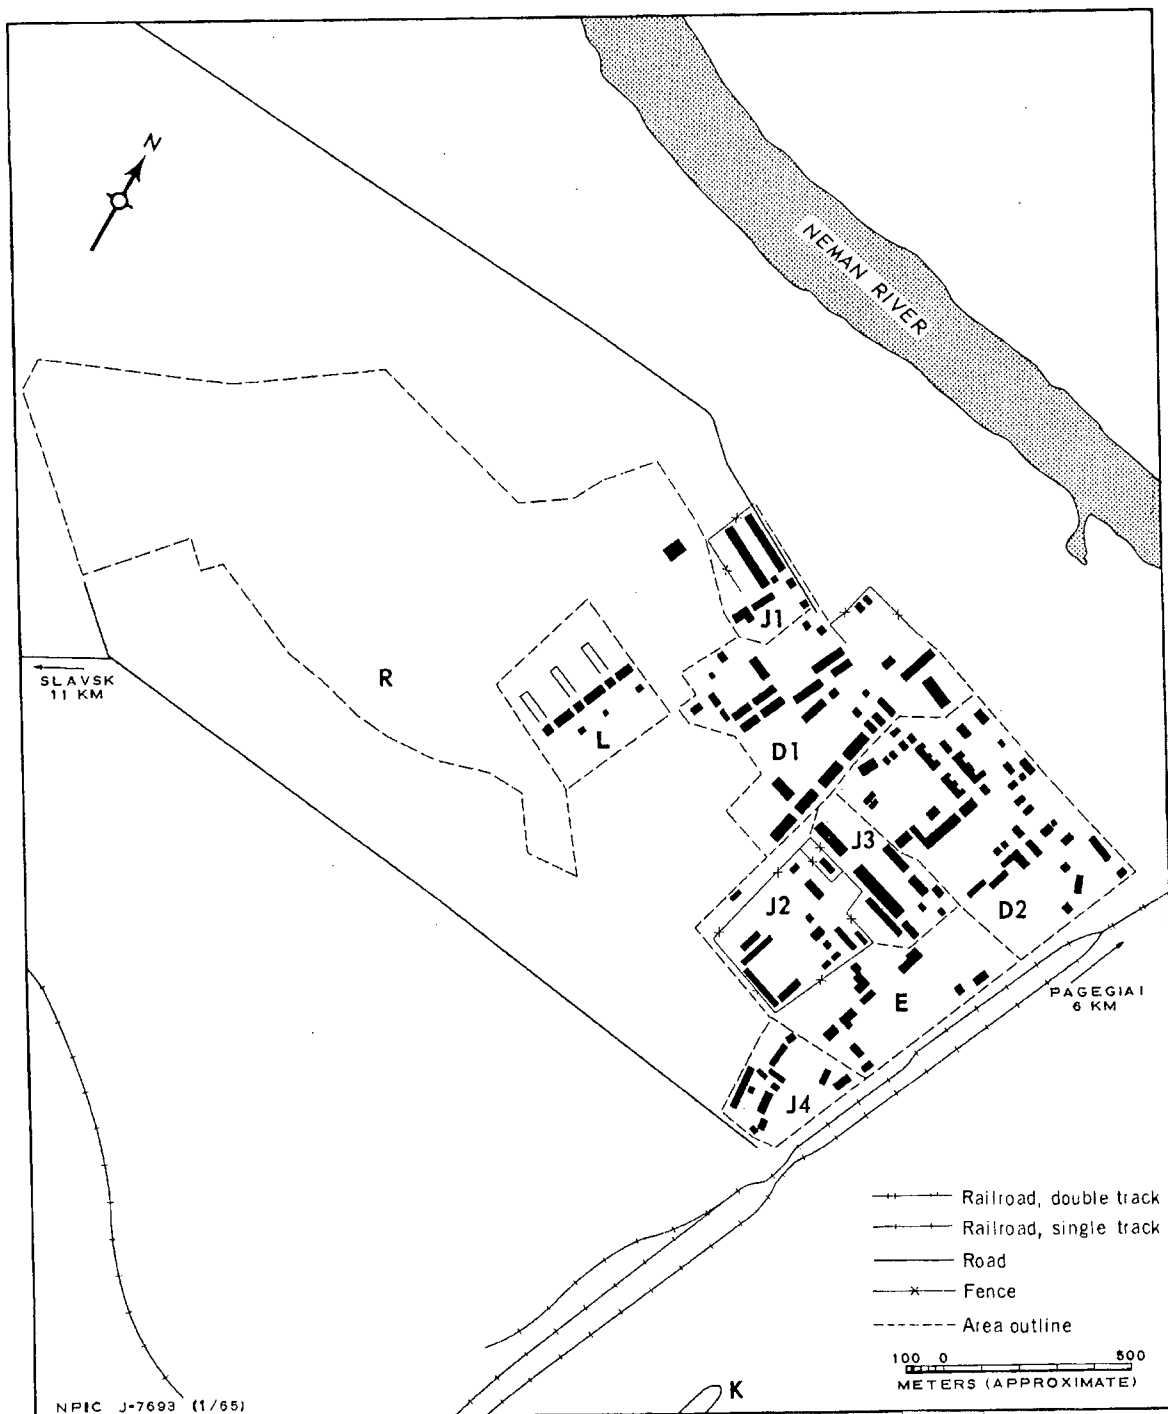 N
NEMAN RIVER
J1
SLAVSK
11 KM
R
L
D1
J3
J2
D2
E
PAGEGIAI
6 KM
J4
Railroad, double track
Railroad, single track
Road
Fence
Area outline
100 0 500
METERS (APPROXIMATE)
K
NPIC J-7693 (1/65)